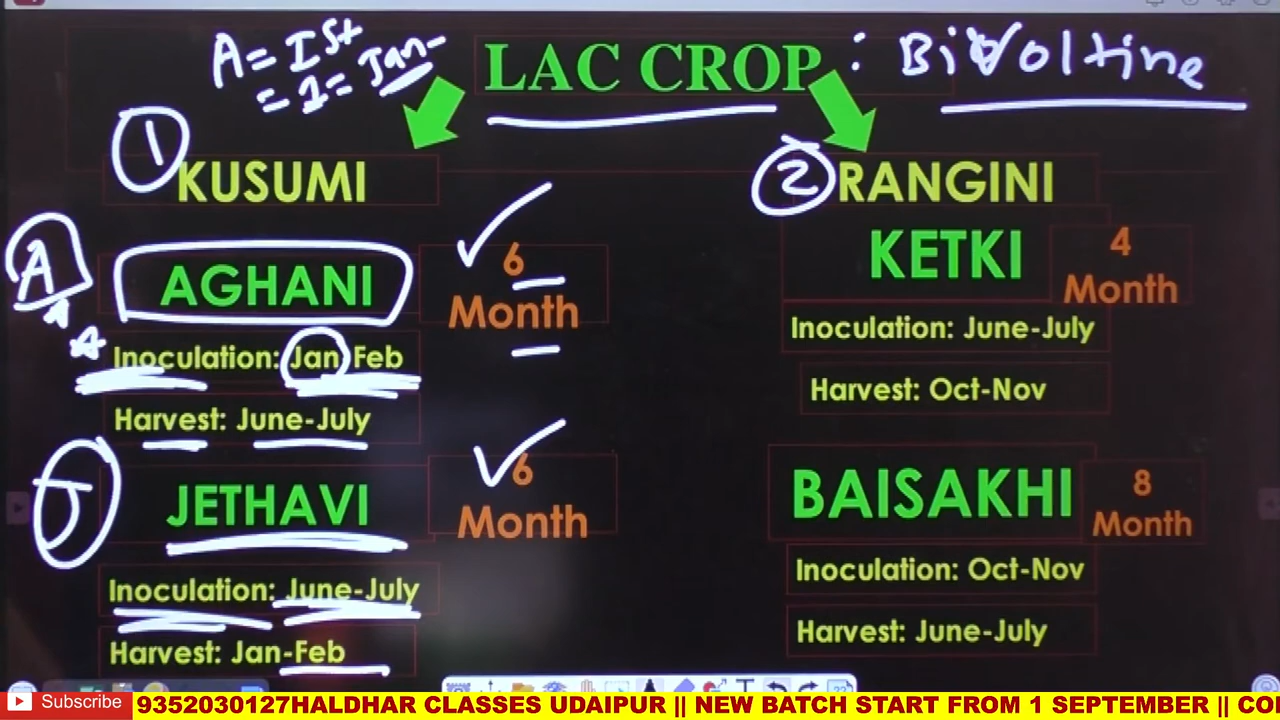 A = Ist
= 1 = Jan
LAC CROP : Bivoltine
1 KUSUMI
A AGHANI
6 Month
Inoculation: Jan Feb
Harvest: June-July
J JETHAVI
6 Month
Inoculation: June-July
Harvest: Jan-Feb
2 RANGINI
KETKI
4 Month
Inoculation: June-July
Harvest: Oct-Nov
BAISAKHI
8 Month
Inoculation: Oct-Nov
Harvest: June-July
Subscribe
9352030127HALDHAR CLASSES UDAIPUR || NEW BATCH START FROM 1 SEPTEMBER || CO